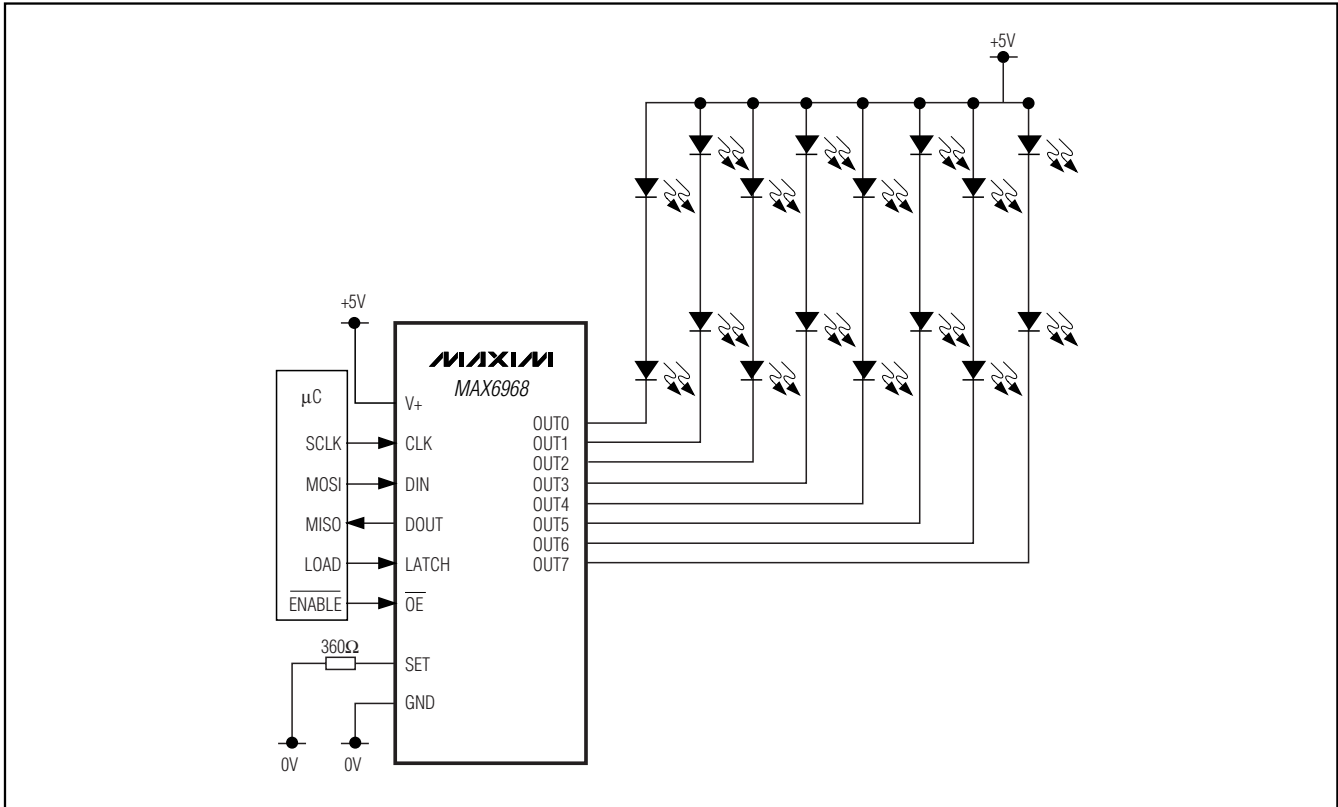 +5V
+5V
MAXIM
MAX6968
µC
SCLK
MOSI
MISO
LOAD
ENABLE
V+
CLK
DIN
DOUT
LATCH
OE
SET
GND
OUT0
OUT1
OUT2
OUT3
OUT4
OUT5
OUT6
OUT7
360Ω
0V
0V